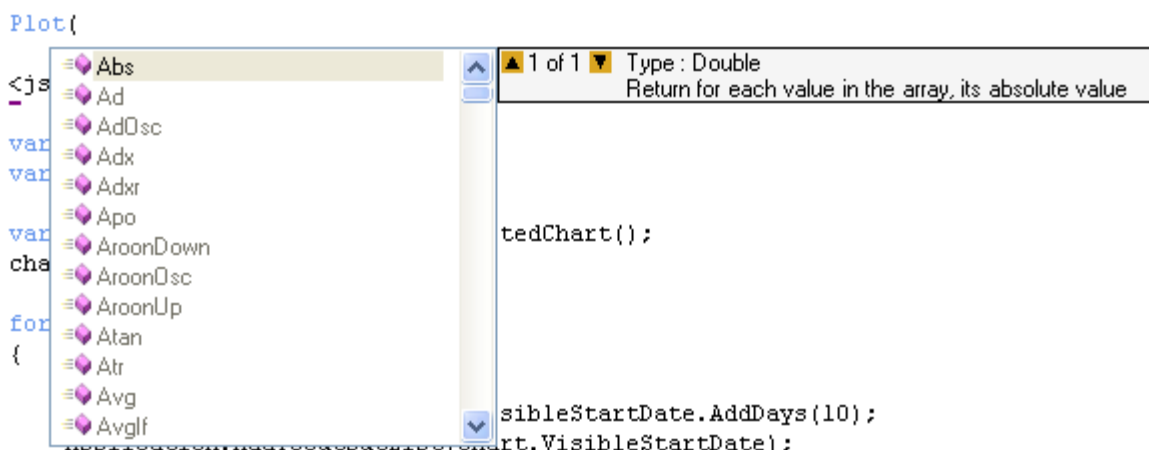 Plot(
Abs
1 of 1 Type : Double
Return for each value in the array, its absolute value
<js
Ad
AdOsc
var
Adx
var
Adxr
Apo
var
tedChart();
AroonDown
cha
AroonOsc
AroonUp
for
Atan
{
Atr
Avg
sibleStartDate.AddDays(10);
AvgIf
rt.VisibleStartDate);